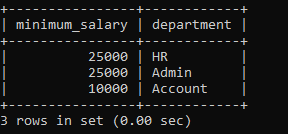 +----------------+------------+
| minimum_salary | department |
+----------------+------------+
|          25000 | HR         |
|          25000 | Admin      |
|          10000 | Account    |
+----------------+------------+
3 rows in set (0.00 sec)